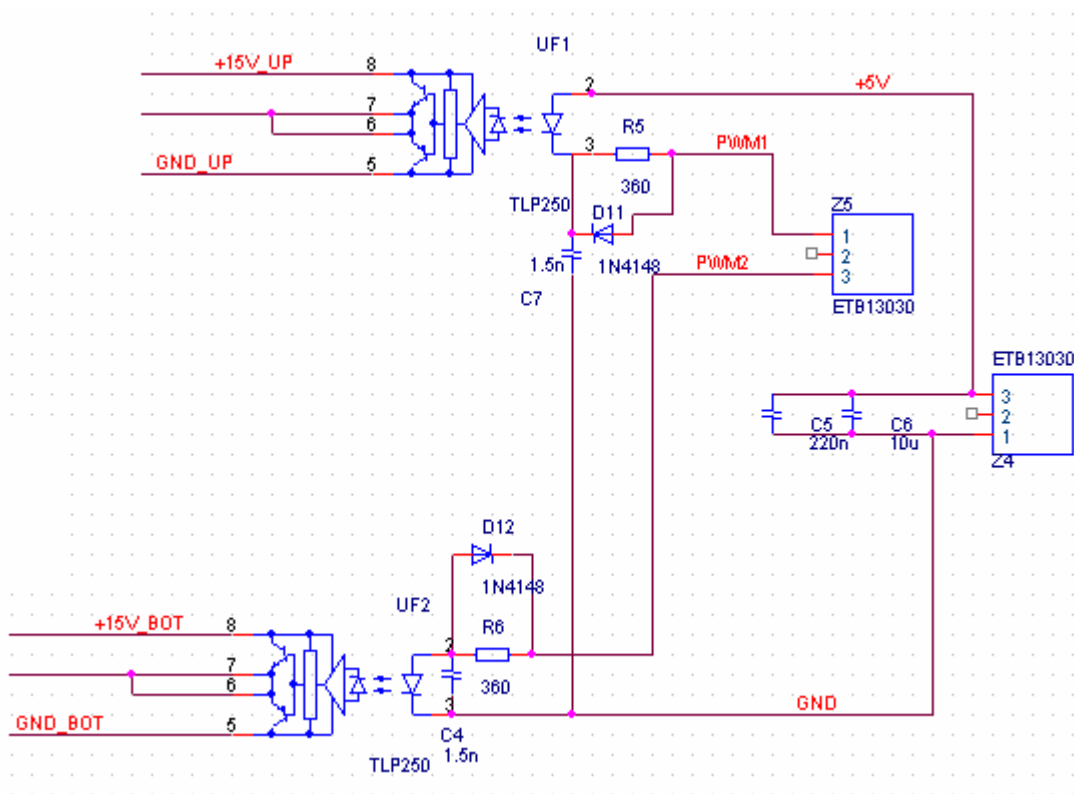 UF1
+15V_UP
8
2
+5V
7
6
R5
3
PWM1
GND_UP
5
360
TLP250
D11
Z5
1
2
3
1.5n
1N4148
PWM2
C7
ETB13030
ETB13030
3
2
1
C5
C6
220n
10u
Z4
D12
1N4148
UF2
+15V_BOT
8
2
R6
7
6
360
3
GND
GND_BOT
5
C4
1.5n
TLP250